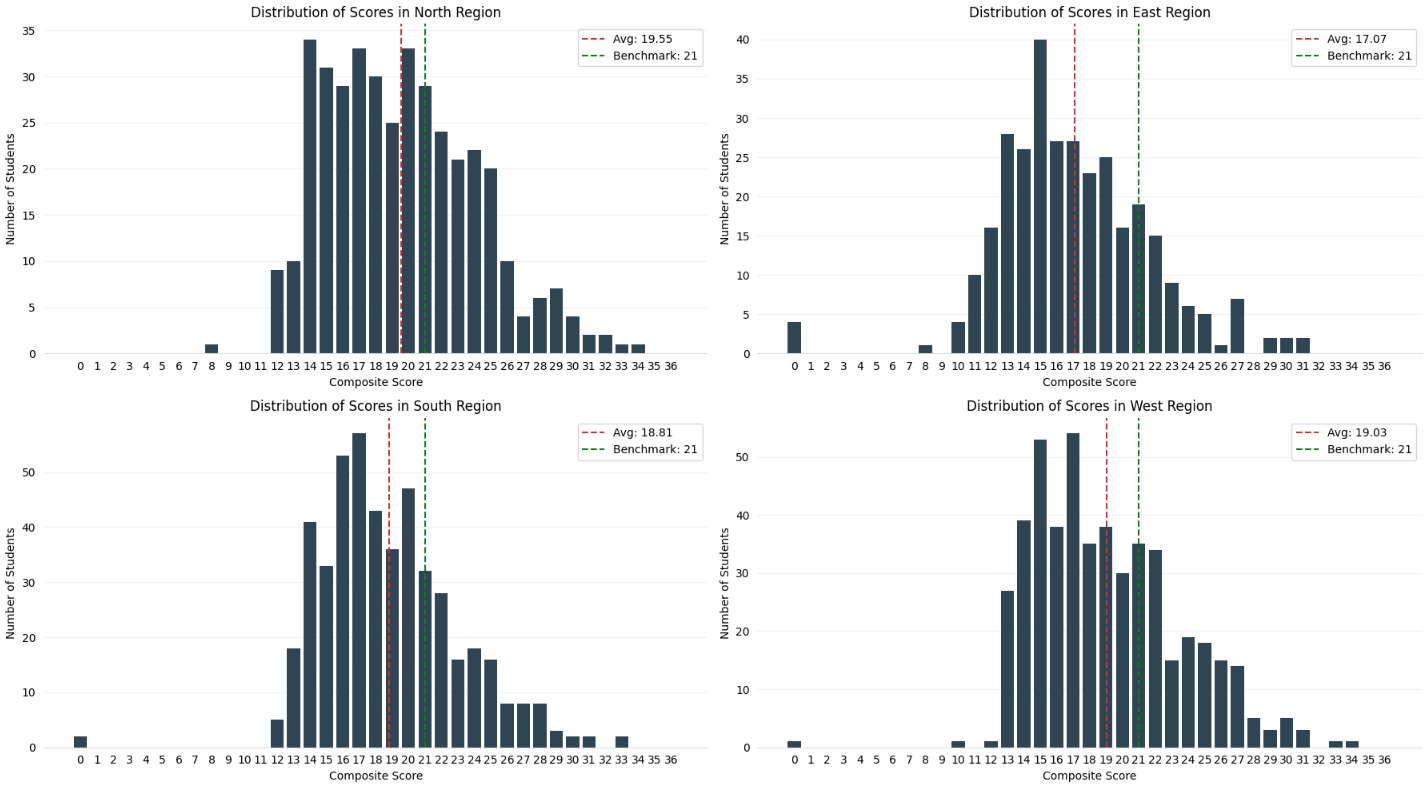 Distribution of Scores in North Region
Number of Students
35
30
25
20
15
10
5
0
Avg: 19.55
Benchmark: 21
0 1 2 3 4 5 6 7 8 9 10 11 12 13 14 15 16 17 18 19 20 21 22 23 24 25 26 27 28 29 30 31 32 33 34 35 36
Composite Score
Distribution of Scores in East Region
Number of Students
40
35
30
25
20
15
10
5
0
Avg: 17.07
Benchmark: 21
0 1 2 3 4 5 6 7 8 9 10 11 12 13 14 15 16 17 18 19 20 21 22 23 24 25 26 27 28 29 30 31 32 33 34 35 36
Composite Score
Distribution of Scores in South Region
Number of Students
50
40
30
20
10
0
Avg: 18.81
Benchmark: 21
0 1 2 3 4 5 6 7 8 9 10 11 12 13 14 15 16 17 18 19 20 21 22 23 24 25 26 27 28 29 30 31 32 33 34 35 36
Composite Score
Distribution of Scores in West Region
Number of Students
50
40
30
20
10
0
Avg: 19.03
Benchmark: 21
0 1 2 3 4 5 6 7 8 9 10 11 12 13 14 15 16 17 18 19 20 21 22 23 24 25 26 27 28 29 30 31 32 33 34 35 36
Composite Score